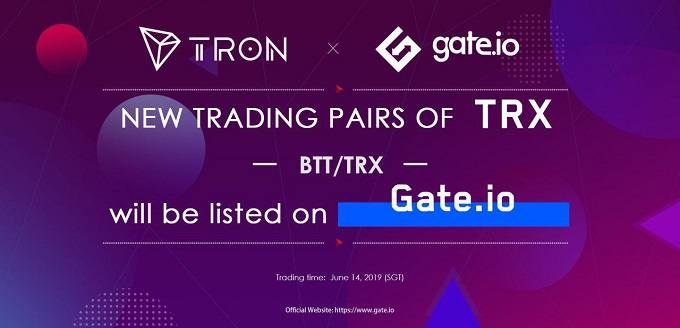 TRON × gate.io
NEW TRADING PAIRS OF TRX
— BTT/TRX —
will be listed on Gate.io
Trading time: June 14, 2019 (SGT)
Official Website: https://www.gate.io